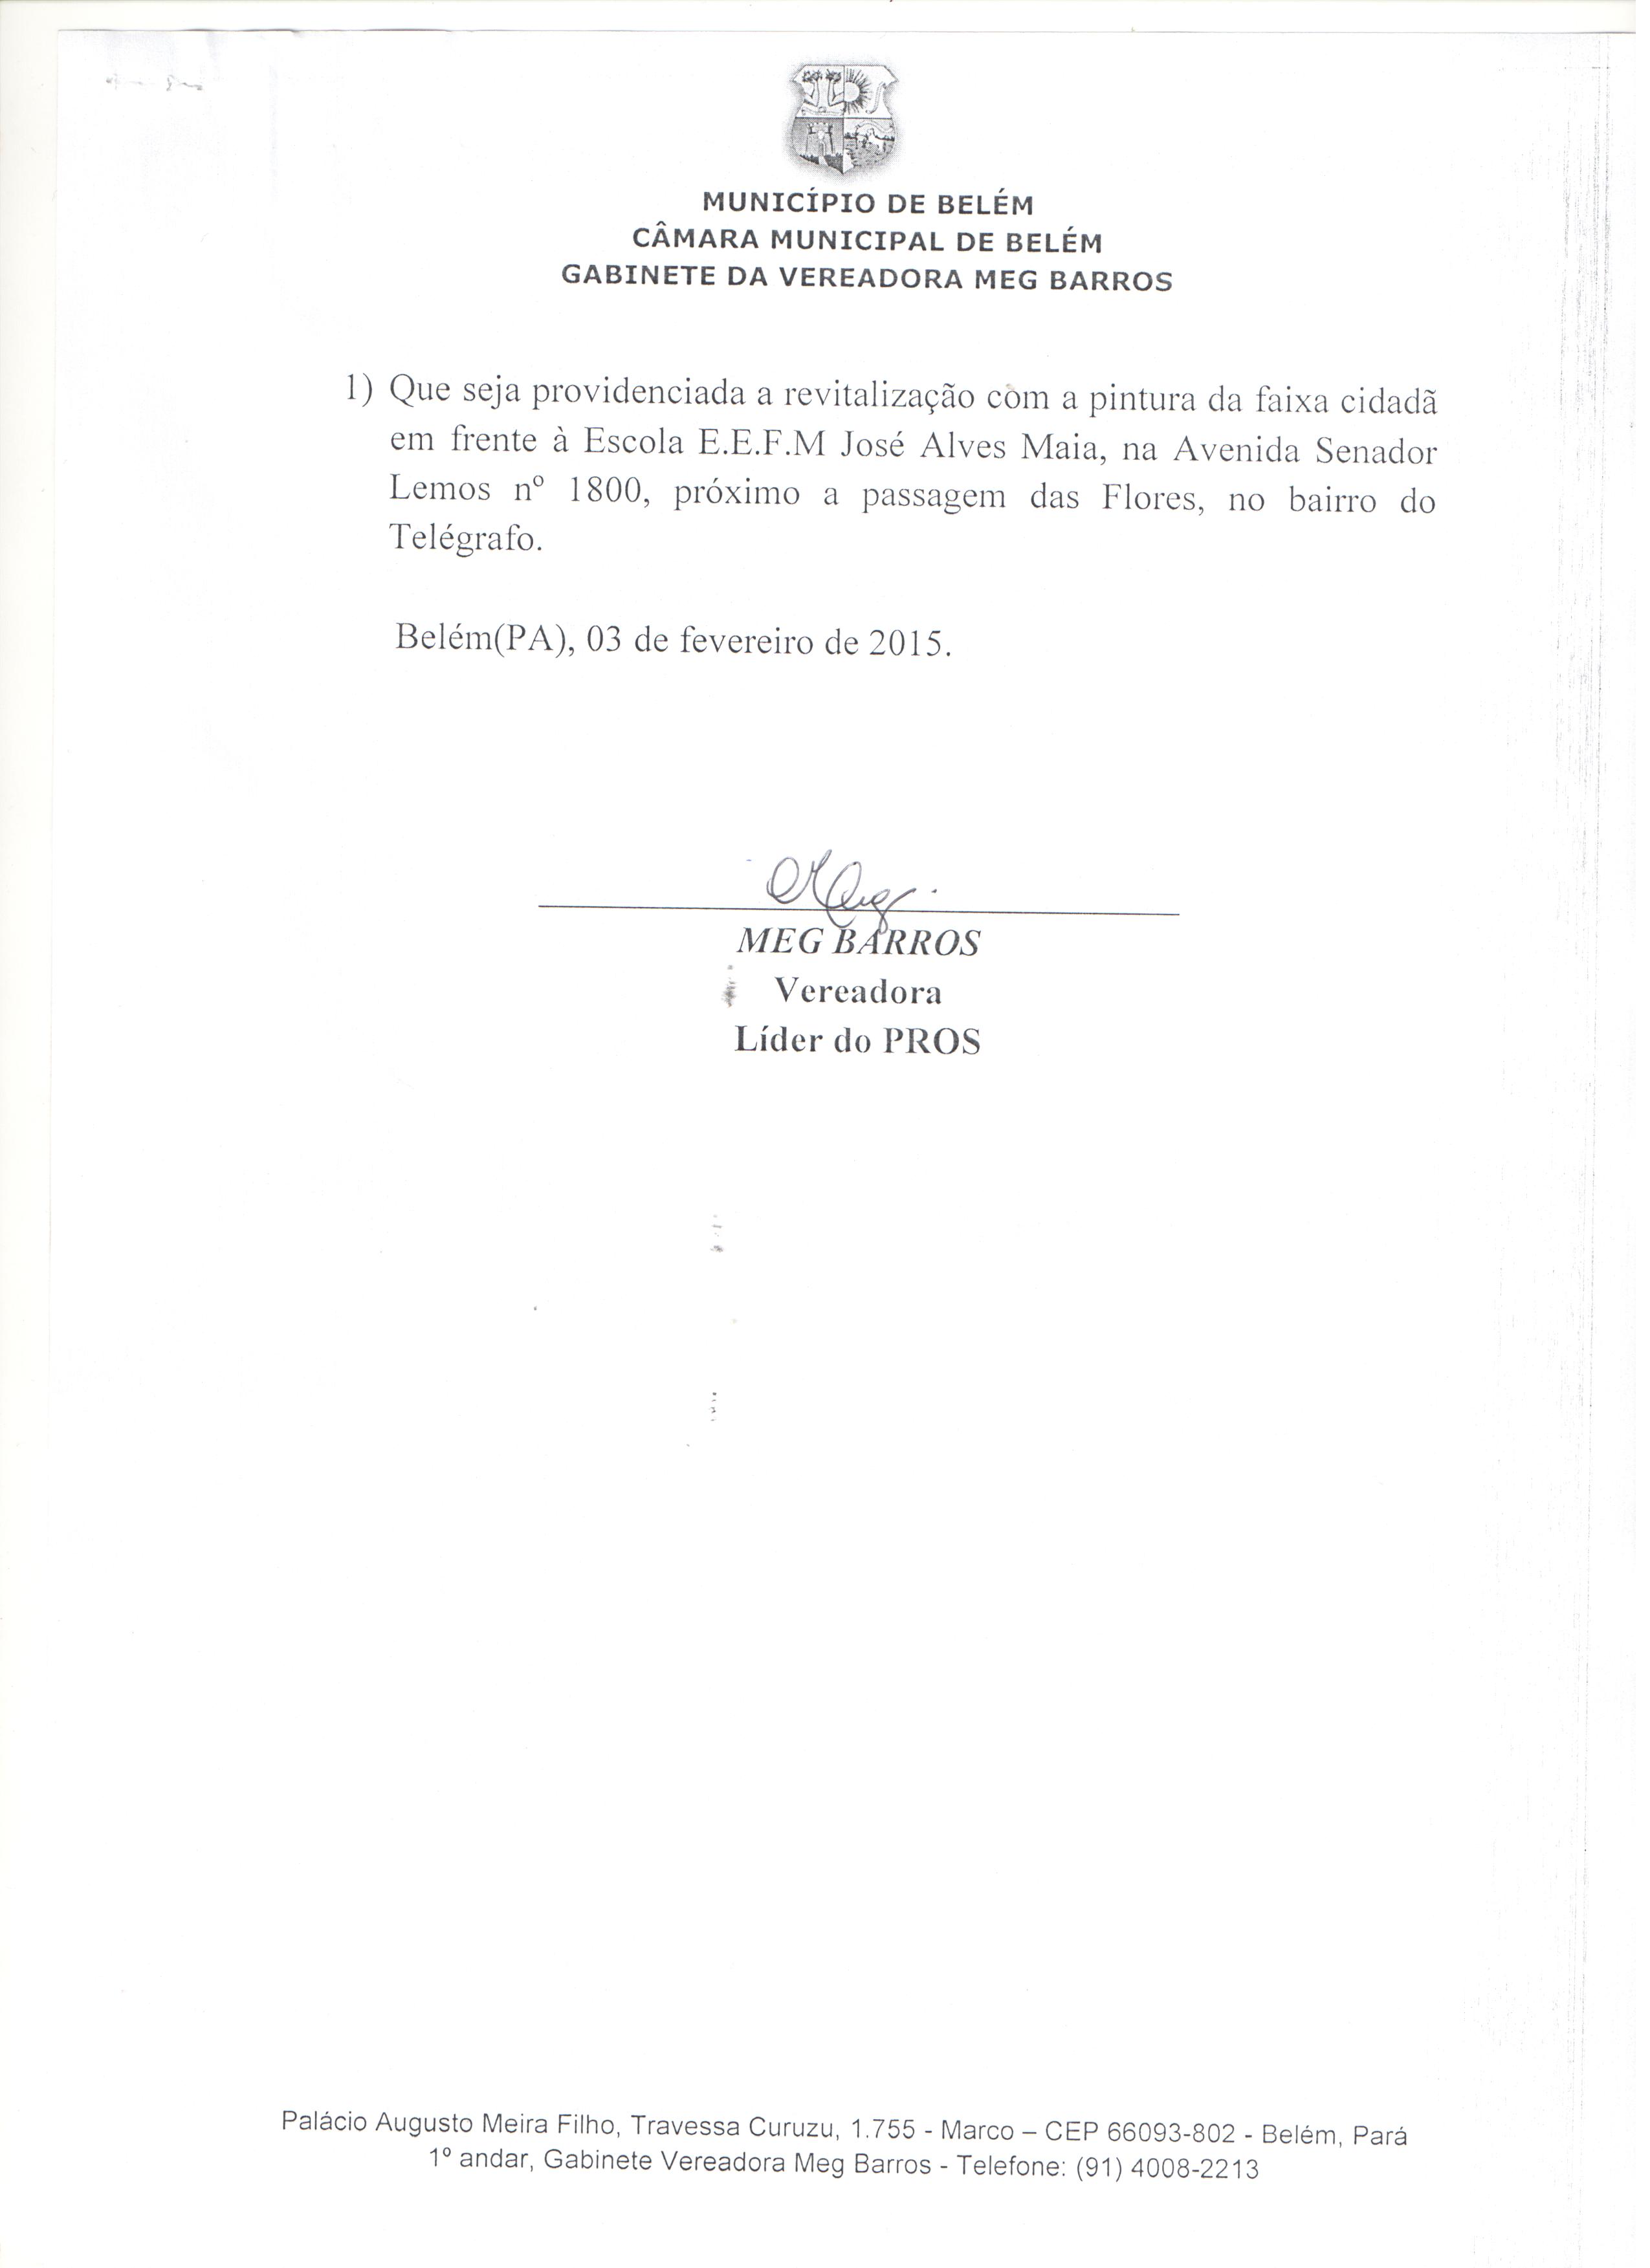 MUNICÍPIO DE BELÉM
CÂMARA MUNICIPAL DE BELÉM
GABINETE DA VEREADORA MEG BARROS
1) Que seja providenciada a revitalização com a pintura da faixa cidadã
em frente à Escola E.E.F.M José Alves Maia, na Avenida Senador
Lemos nº 1800, próximo a passagem das Flores, no bairro do
Telégrafo.
Belém(PA), 03 de fevereiro de 2015.
Meg
MEG BARROS
Vereadora
Líder do PROS
Palácio Augusto Meira Filho, Travessa Curuzu, 1.755 - Marco – CEP 66093-802 - Belém, Pará
1º andar, Gabinete Vereadora Meg Barros - Telefone: (91) 4008-2213